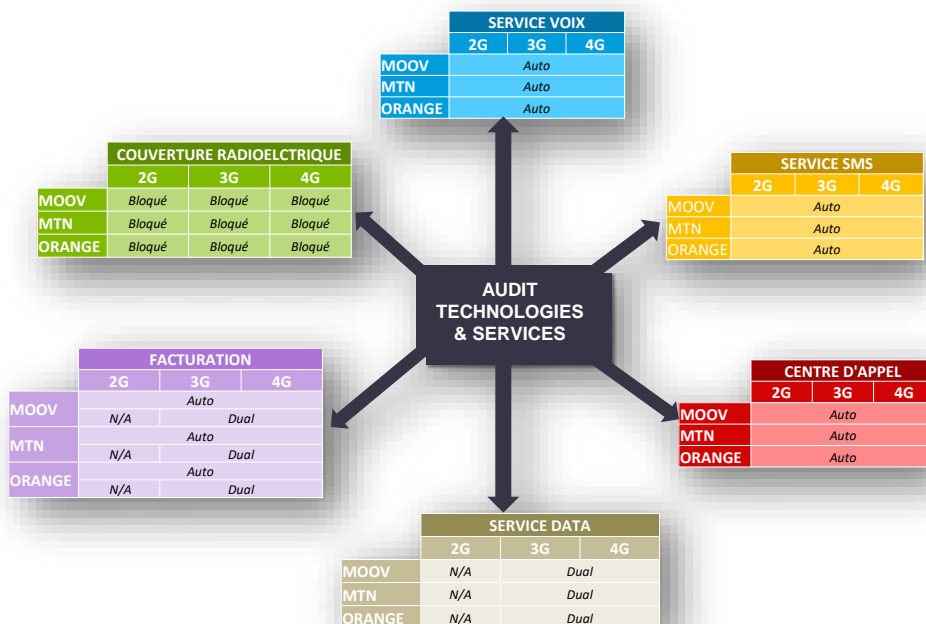 SERVICE VOIX
2G 3G 4G
MOOV Auto
MTN Auto
ORANGE Auto
COUVERTURE RADIOELCTRIQUE
2G 3G 4G
MOOV Bloqué Bloqué Bloqué
MTN Bloqué Bloqué Bloqué
ORANGE Bloqué Bloqué Bloqué
SERVICE SMS
2G 3G 4G
MOOV Auto
MTN Auto
ORANGE Auto
AUDIT
TECHNOLOGIES
& SERVICES
FACTURATION
2G 3G 4G
MOOV Auto
N/A Dual
MTN Auto
N/A Dual
ORANGE Auto
N/A Dual
CENTRE D'APPEL
2G 3G 4G
MOOV Auto
MTN Auto
ORANGE Auto
SERVICE DATA
2G 3G 4G
MOOV N/A Dual
MTN N/A Dual
ORANGE N/A Dual